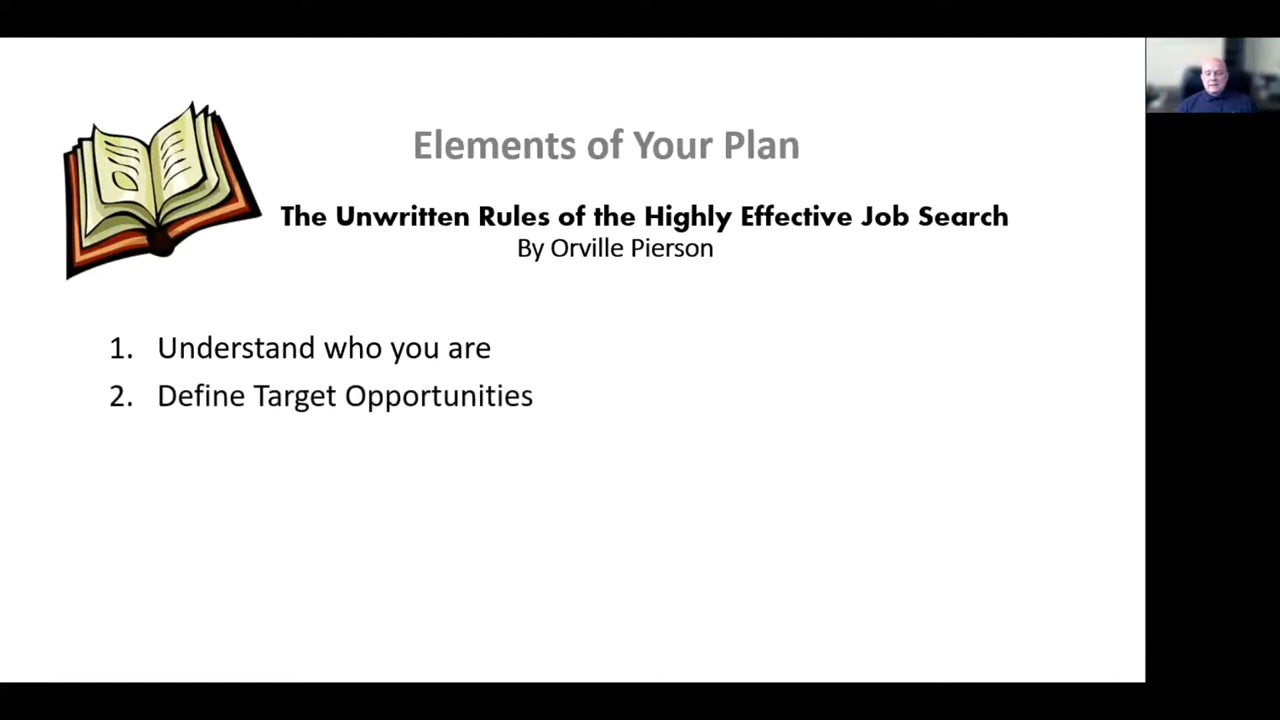 Elements of Your Plan
The Unwritten Rules of the Highly Effective Job Search
By Orville Pierson
1. Understand who you are
2. Define Target Opportunities